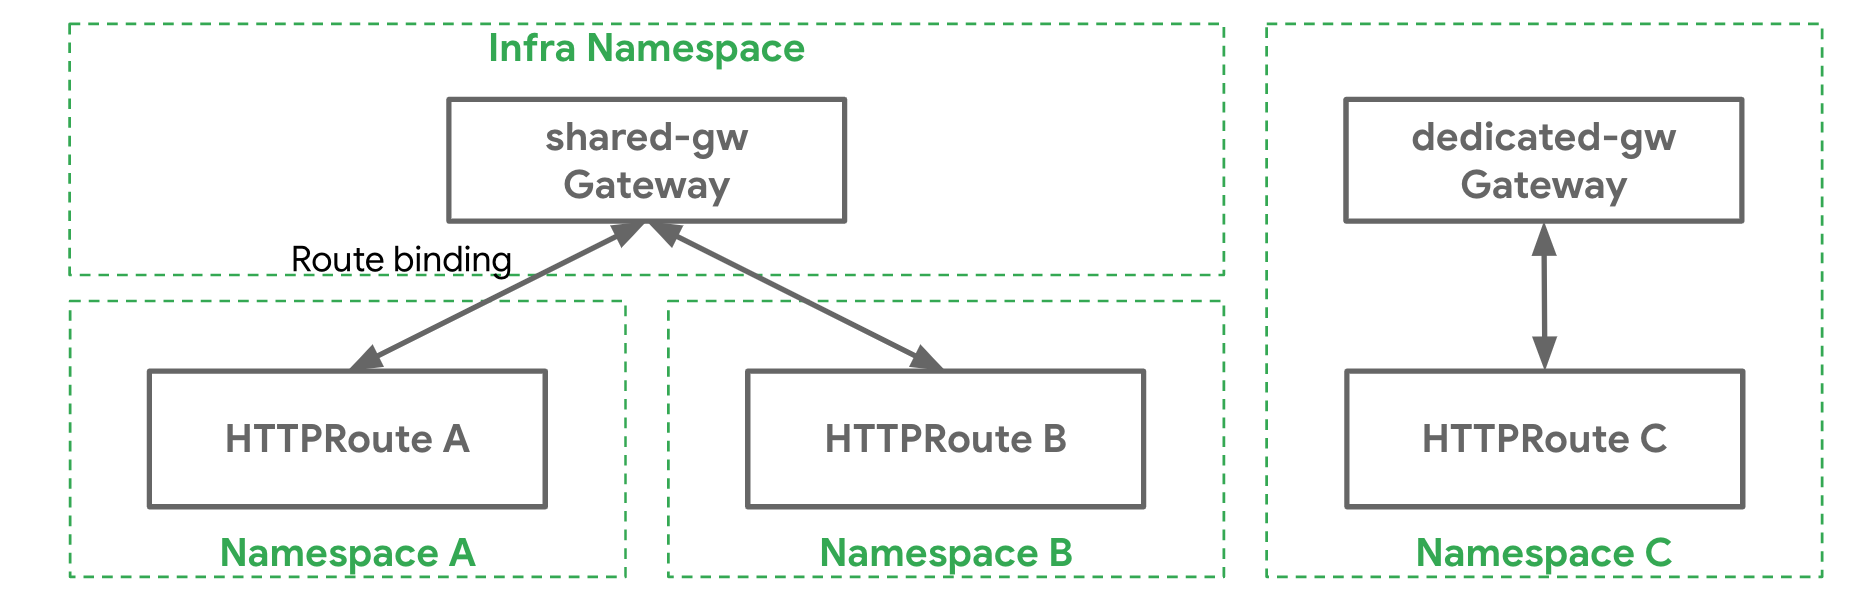 Infra Namespace
shared-gw
Gateway
dedicated-gw
Gateway
Route binding
HTTPRoute A
HTTPRoute B
HTTPRoute C
Namespace A
Namespace B
Namespace C